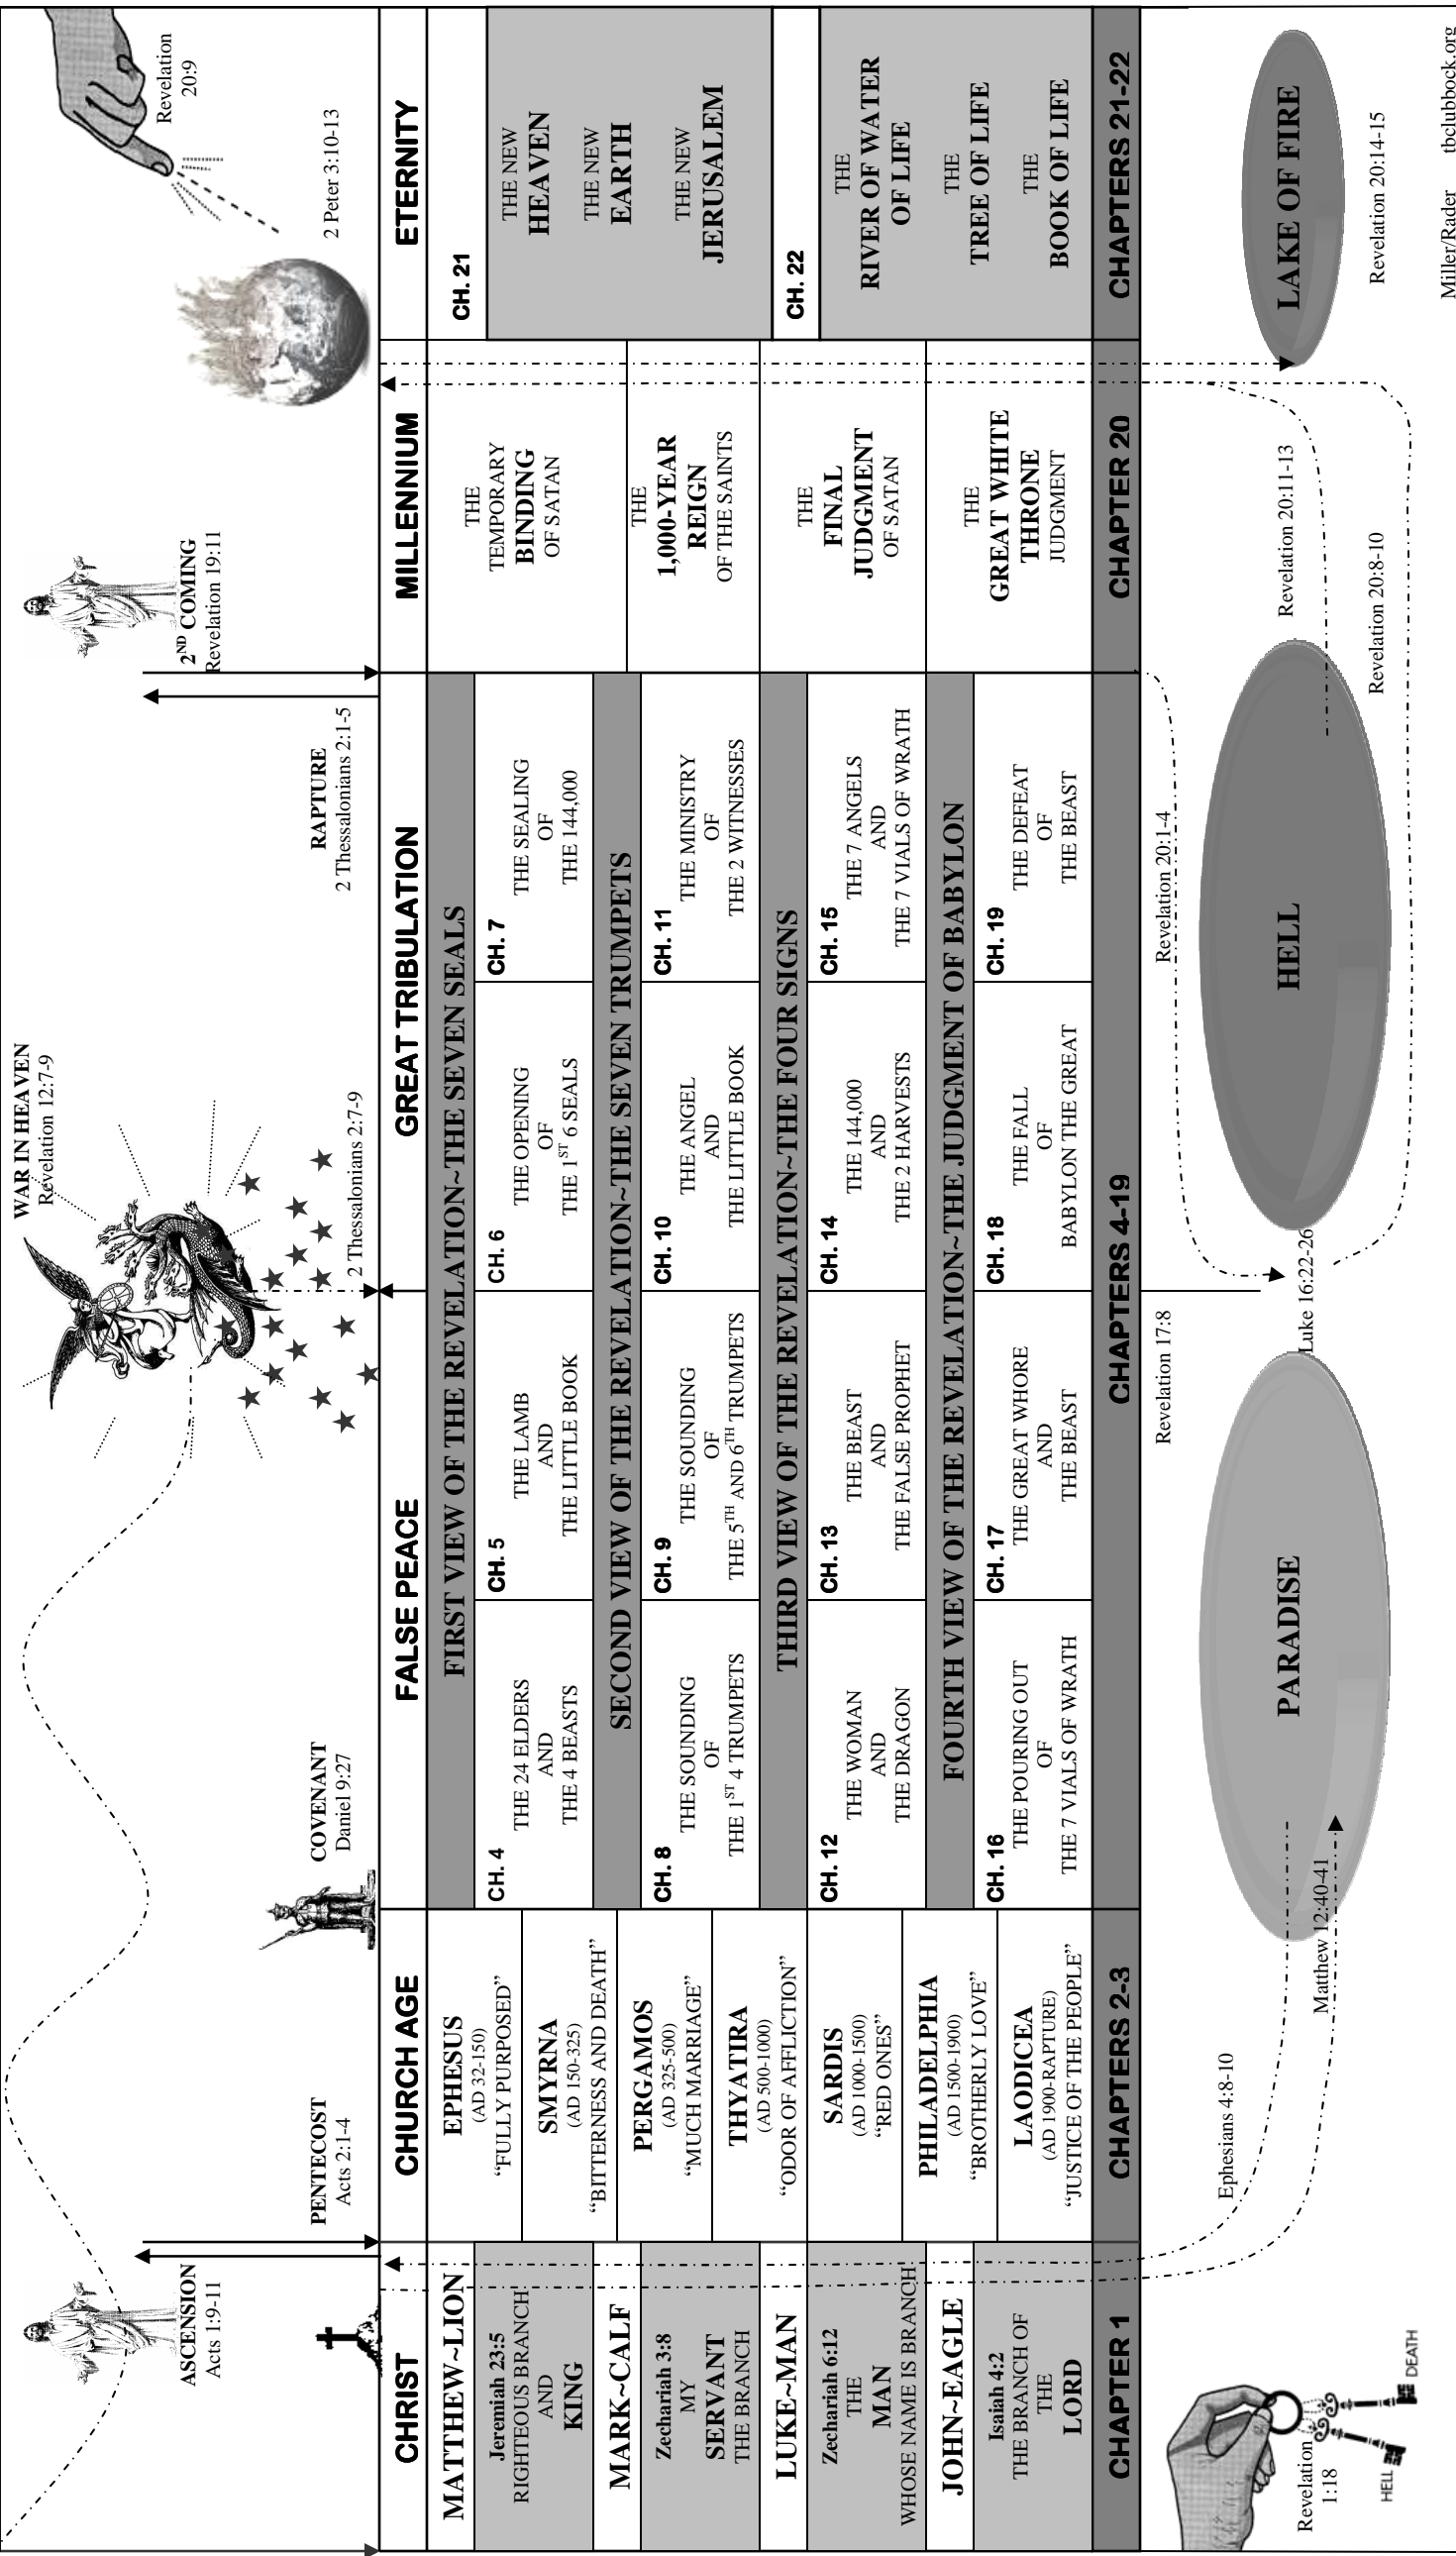 ASCENSION
Acts 1:9-11
PENTECOST
Acts 2:1-4
COVENANT
Daniel 9:27
WAR IN HEAVEN
Revelation 12:7-9
2 Thessalonians 2:7-9
RAPTURE
2 Thessalonians 2:1-5
2ND COMING
Revelation 19:11
2 Peter 3:10-13
Revelation
20:9
CHRIST
CHURCH AGE
FALSE PEACE
GREAT TRIBULATION
MILLENNIUM
ETERNITY
MATTHEW~LION
Jeremiah 23:5
RIGHTEOUS BRANCH
AND
KING
MARK~CALF
Zechariah 3:8
MY
SERVANT
THE BRANCH
LUKE~MAN
Zechariah 6:12
THE
MAN
WHOSE NAME IS BRANCH
JOHN~EAGLE
Isaiah 4:2
THE BRANCH OF
THE
LORD
EPHESUS
(AD 32-150)
“FULLY PURPOSED”
SMYRNA
(AD 150-325)
“BITTERNESS AND DEATH”
PERGAMOS
(AD 325-500)
“MUCH MARRIAGE”
THYATIRA
(AD 500-1000)
“ODOR OF AFFLICTION”
SARDIS
(AD 1000-1500)
“RED ONES”
PHILADELPHIA
(AD 1500-1900)
“BROTHERLY LOVE”
LAODICEA
(AD 1900-RAPTURE)
“JUSTICE OF THE PEOPLE”
FIRST VIEW OF THE REVELATION~THE SEVEN SEALS
CH. 4
THE 24 ELDERS
AND
THE 4 BEASTS
CH. 5
THE LAMB
AND
THE LITTLE BOOK
CH. 6
THE OPENING
OF
THE 1ST 6 SEALS
CH. 7
THE SEALING
OF
THE 144,000
SECOND VIEW OF THE REVELATION~THE SEVEN TRUMPETS
CH. 8
THE SOUNDING
OF
THE 1ST 4 TRUMPETS
CH. 9
THE SOUNDING
OF
THE 5TH AND 6TH TRUMPETS
CH. 10
THE ANGEL
AND
THE LITTLE BOOK
CH. 11
THE MINISTRY
OF
THE 2 WITNESSES
THIRD VIEW OF THE REVELATION~THE FOUR SIGNS
CH. 12
THE WOMAN
AND
THE DRAGON
CH. 13
THE BEAST
AND
THE FALSE PROPHET
CH. 14
THE 144,000
AND
THE 2 HARVESTS
CH. 15
THE 7 ANGELS
AND
THE 7 VIALS OF WRATH
FOURTH VIEW OF THE REVELATION~THE JUDGMENT OF BABYLON
CH. 16
THE POURING OUT
OF
THE 7 VIALS OF WRATH
CH. 17
THE GREAT WHORE
AND
THE BEAST
CH. 18
THE FALL
OF
BABYLON THE GREAT
CH. 19
THE DEFEAT
OF
THE BEAST
THE
TEMPORARY
BINDING
OF SATAN
THE
1,000-YEAR
REIGN
OF THE SAINTS
THE
FINAL
JUDGMENT
OF SATAN
THE
GREAT WHITE
THRONE
JUDGMENT
CH. 21
THE NEW
HEAVEN
THE NEW
EARTH
THE NEW
JERUSALEM
CH. 22
THE
RIVER OF WATER
OF LIFE
THE
TREE OF LIFE
THE
BOOK OF LIFE
CHAPTER 1
CHAPTERS 2-3
CHAPTERS 4-19
CHAPTER 20
CHAPTERS 21-22
Revelation
1:18
HELL
DEATH
Ephesians 4:8-10
Matthew 12:40-41
PARADISE
Revelation 17:8
Luke 16:22-26
Revelation 20:1-4
HELL
Revelation 20:11-13
Revelation 20:8-10
LAKE OF FIRE
Revelation 20:14-15
Miller/Rader tbclubbock.org